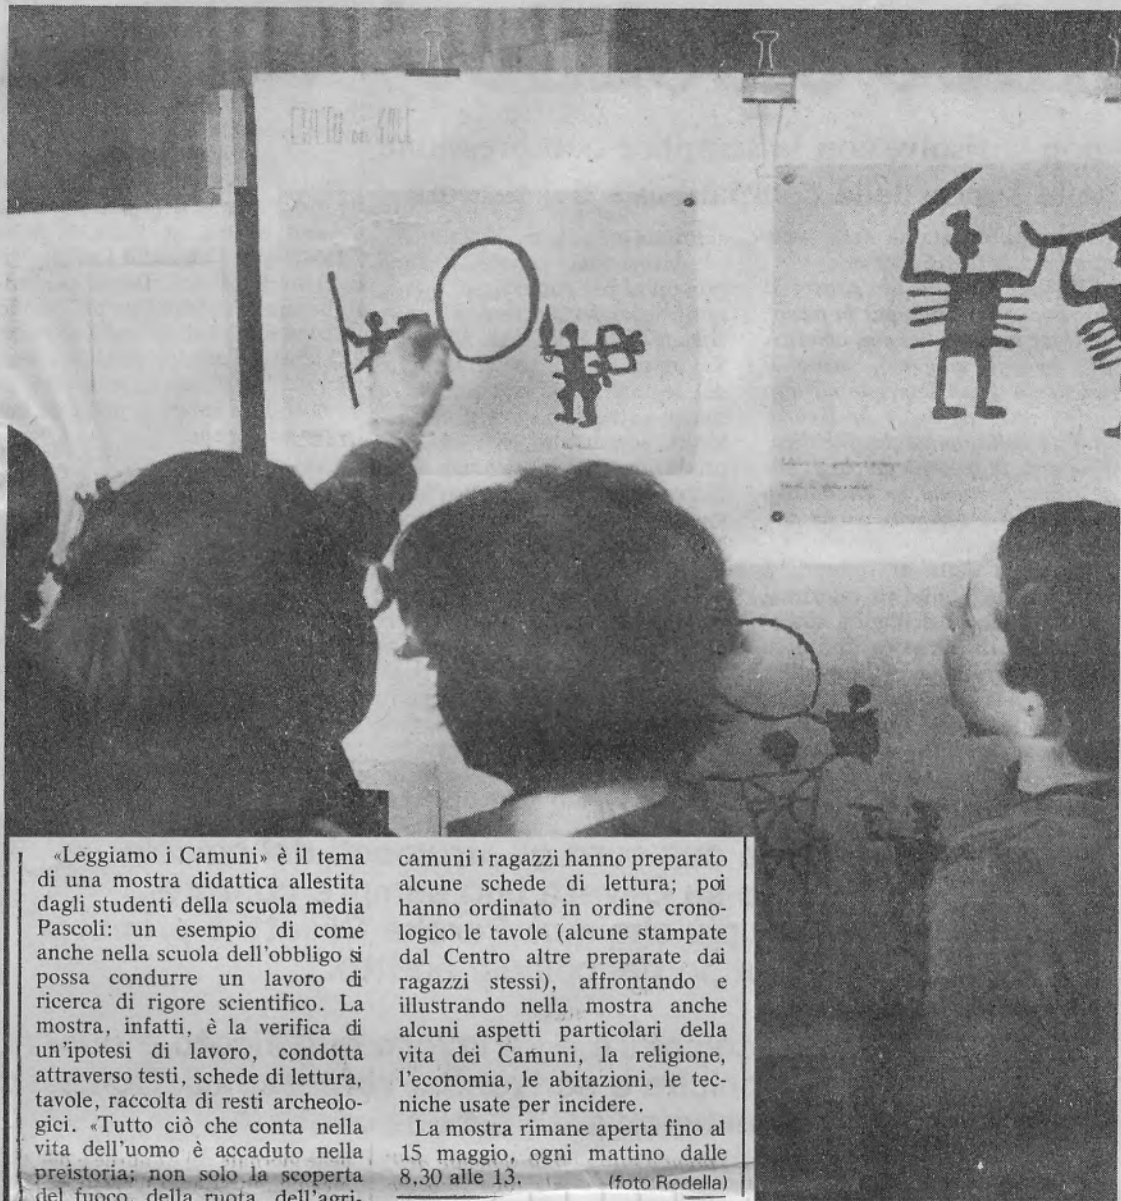 «Leggiamo i Camuni» è il tema
di una mostra didattica allestita
dagli studenti della scuola media
Pascoli: un esempio di come
anche nella scuola dell'obbligo si
possa condurre un lavoro di
ricerca di rigore scientifico. La
mostra, infatti, è la verifica di
un'ipotesi di lavoro, condotta
attraverso testi, schede di lettura,
tavole, raccolta di resti archeolo-
gici. «Tutto ciò che conta nella
vita dell'uomo è accaduto nella
preistoria; non solo la scoperta
del fuoco, della ruota, dell'agri-
camuni i ragazzi hanno preparato
alcune schede di lettura; poi
hanno ordinato in ordine crono-
logico le tavole (alcune stampate
dal Centro altre preparate dai
ragazzi stessi), affrontando e
illustrando nella mostra anche
alcuni aspetti particolari della
vita dei Camuni, la religione,
l'economia, le abitazioni, le tec-
niche usate per incidere.
La mostra rimane aperta fino al
15 maggio, ogni mattino dalle
8,30 alle 13.
(foto Rodella)